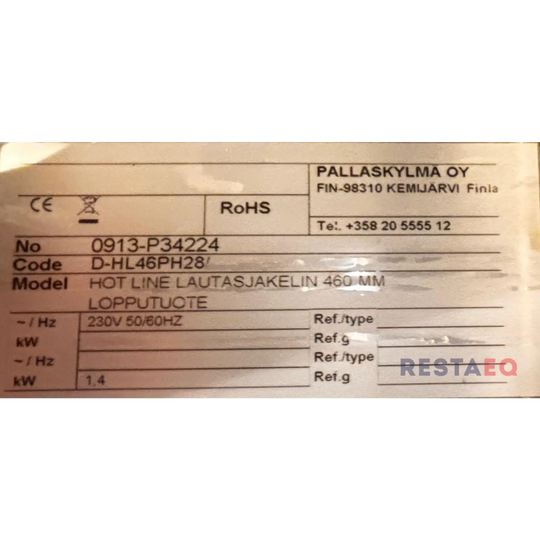 PALLASKYLMÄ OY
FIN-98310 KEMIJÄRVI Finla
CE RoHS
Tel. +358 20 5555 12
No 0913-P34224
Code D-HL46PH28/
Model HOT LINE LAUTASJAKELIN 460 MM
LOPPUTUOTE
~ / Hz 230V 50/60HZ Ref./type
kW Ref.g
~ / Hz Ref./type
kW 1,4 Ref.g
RESTAEQ